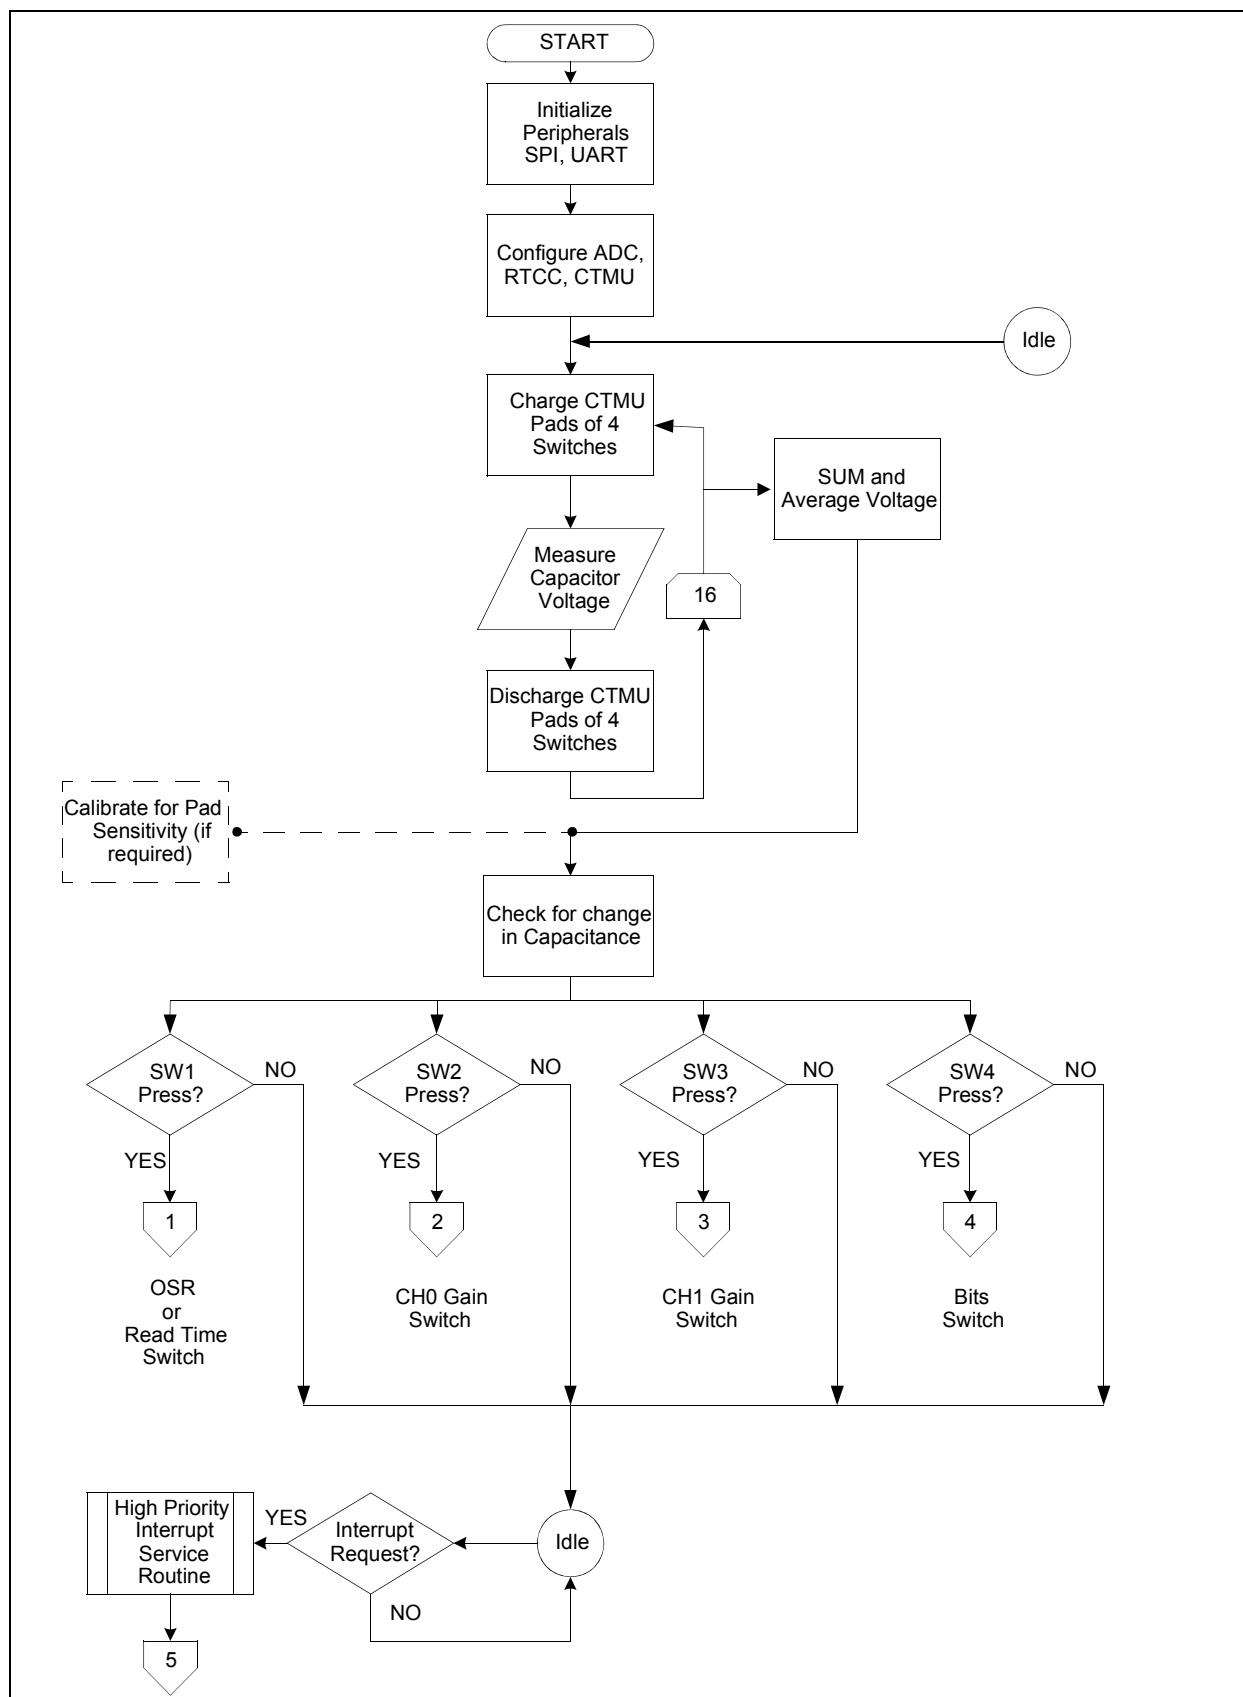 START
Initialize
Peripherals
SPI, UART
Configure ADC,
RTCC, CTMU
Idle
Charge CTMU
Pads of 4
Switches
SUM and
Average Voltage
Measure
Capacitor
Voltage
16
Discharge CTMU
Pads of 4
Switches
Calibrate for Pad
Sensitivity (if
required)
Check for change
in Capacitance
SW1
Press?
NO
YES
1
OSR
or
Read Time
Switch
SW2
Press?
NO
YES
2
CH0 Gain
Switch
SW3
Press?
NO
YES
3
CH1 Gain
Switch
SW4
Press?
NO
YES
4
Bits
Switch
High Priority
Interrupt
Service
Routine
YES
Interrupt
Request?
Idle
NO
5